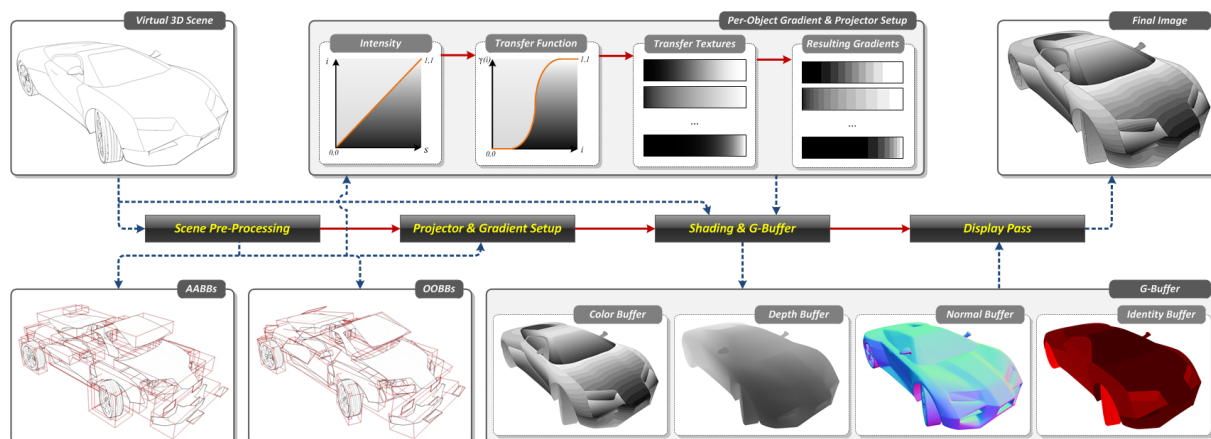 Virtual 3D Scene
Per-Object Gradient & Projector Setup
Final Image
Intensity
Transfer Function
Transfer Textures
Resulting Gradients
i
1,1
0,0
S
γ(i)
1,1
0,0
i
...
...
Scene Pre-Processing
Projector & Gradient Setup
Shading & G-Buffer
Display Pass
AABBs
OOBBs
G-Buffer
Color Buffer
Depth Buffer
Normal Buffer
Identity Buffer